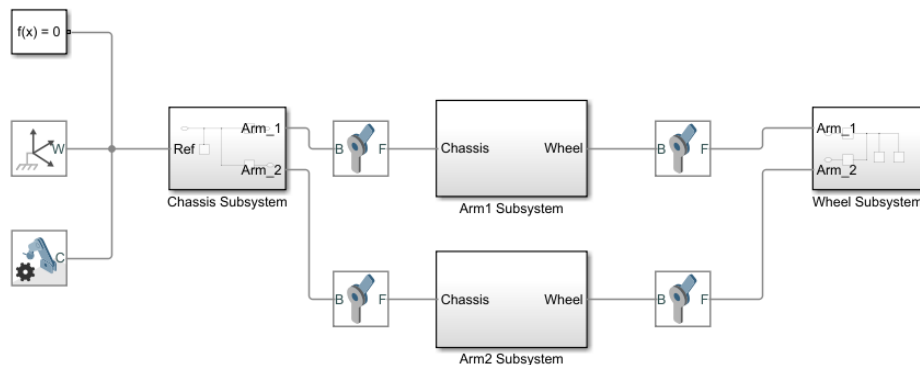 f(x) = 0
W
C
Ref
Arm_1
Arm_2
Chassis Subsystem
B
F
Chassis
Wheel
Arm1 Subsystem
B
F
Arm_1
Arm_2
Wheel Subsystem
B
F
Chassis
Wheel
Arm2 Subsystem
B
F